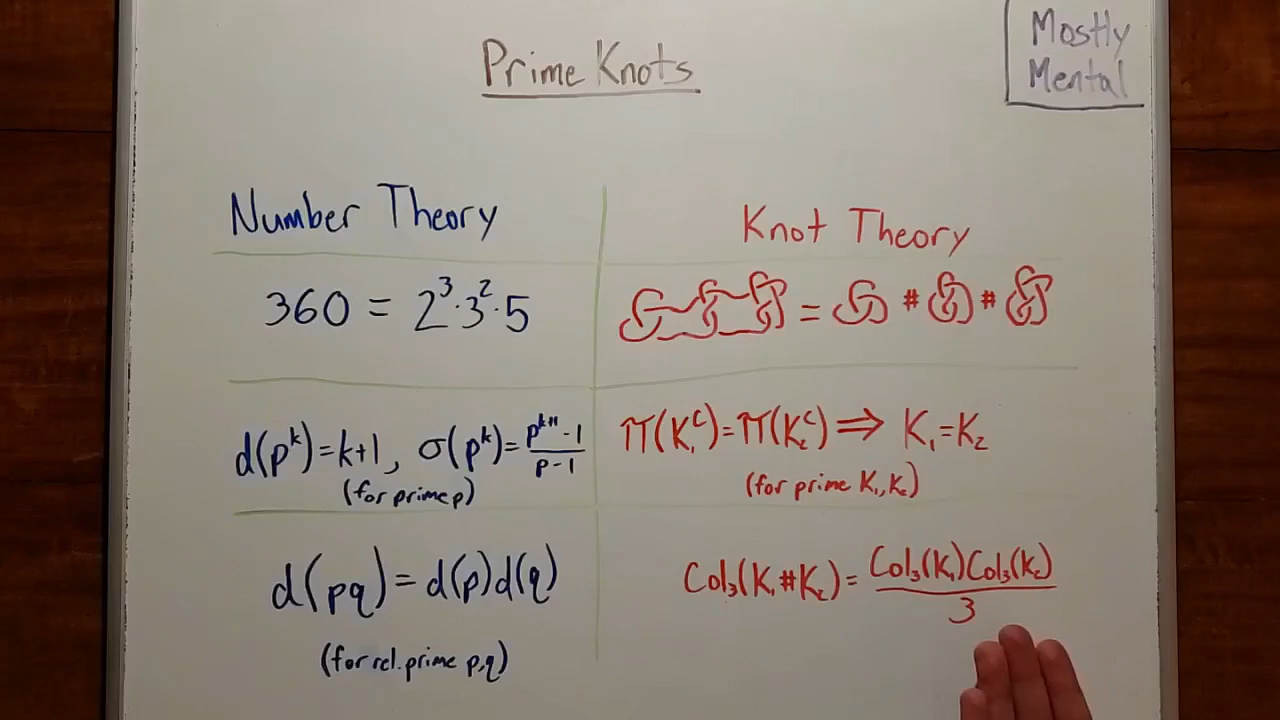 Prime Knots
Mostly
Mental
Number Theory
Knot Theory
360 = 2³·3²·5
= # #
d(pᵏ)=k+1, σ(pᵏ)=(pᵏ⁺¹-1)/(p-1)
(for prime p)
π(K₁ᶜ)=π(K₂ᶜ)⇒ K₁=K₂
(for prime K₁,K₂)
d(pq)=d(p)d(q)
(for rel. prime p,q)
Col₃(K₁#K₂)= Col₃(K₁)Col₃(K₂)/3